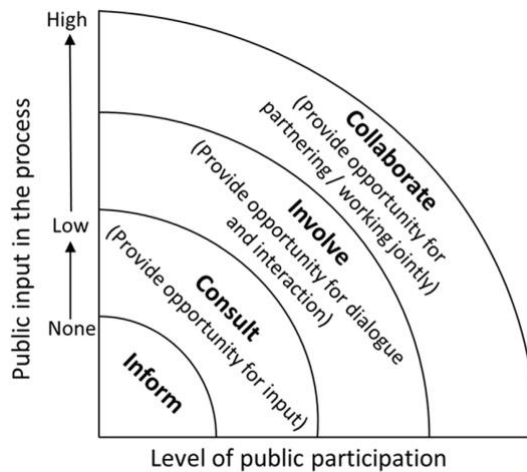 High
Low
None
Public input in the process
Collaborate
(Provide opportunity for
partnering / working jointly)
Involve
(Provide opportunity for dialogue
and interaction)
Consult
(Provide opportunity for input)
Inform
Level of public participation